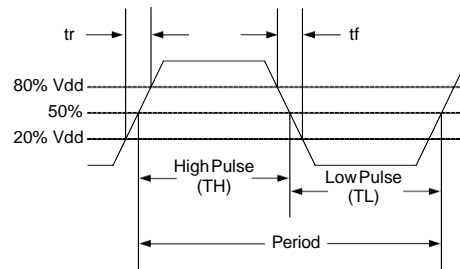 tr
tf
80% Vdd
50%
20% Vdd
High Pulse
(TH)
Low Pulse
(TL)
Period